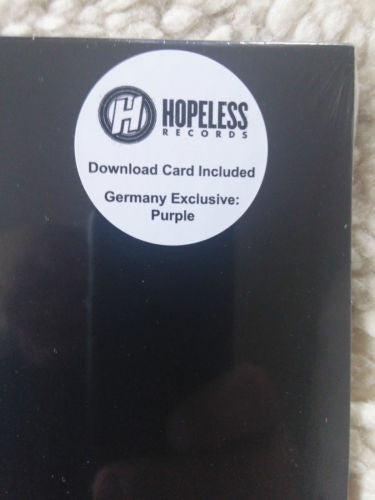 H HOPELESS
RECORDS
Download Card Included
Germany Exclusive:
Purple